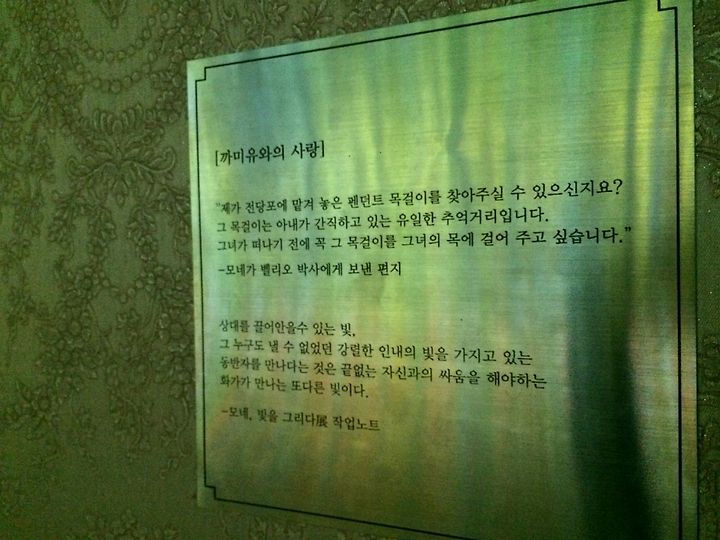 [까미유와의 사랑]
"제가 전당포에 맡겨 놓은 펜던트 목걸이를 찾아주실 수 있으신지요?
그 목걸이는 아내가 간직하고 있는 유일한 추억거리입니다.
그녀가 떠나기 전에 꼭 그 목걸이를 그녀의 목에 걸어 주고 싶습니다."
-모네가 벨리오 박사에게 보낸 편지
상대를 끌어안을수 있는 빛,
그 누구도 낼 수 없었던 강렬한 인내의 빛을 가지고 있는
동반자를 만나다는 것은 끝없는 자신과의 싸움을 해야하는
화가가 만나는 또다른 빛이다.
-모네, 빛을 그리다展 작업노트